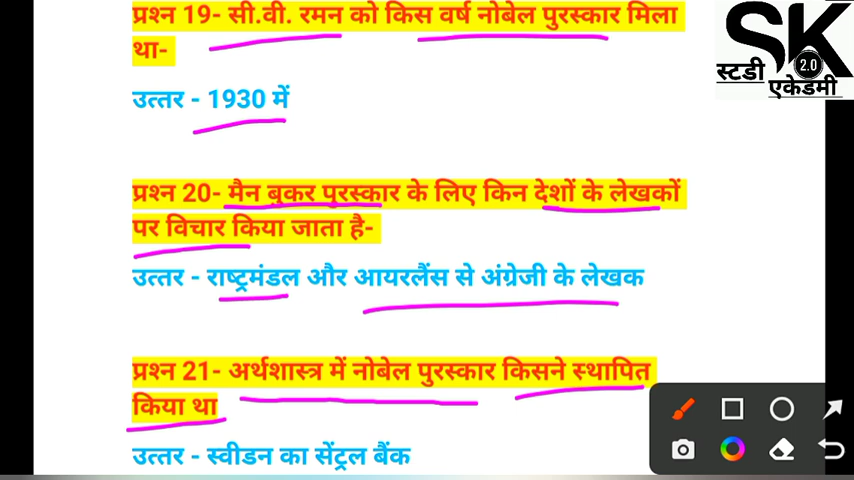 प्रश्न 19- सी.वी. रमन को किस वर्ष नोबेल पुरस्कार मिला
था-
उत्तर - 1930 में
प्रश्न 20- मैन बुकर पुरस्कार के लिए किन देशों के लेखकों
पर विचार किया जाता है-
उत्तर - राष्ट्रमंडल और आयरलैंस से अंग्रेजी के लेखक
प्रश्न 21- अर्थशास्त्र में नोबेल पुरस्कार किसने स्थापित
किया था
उत्तर - स्वीडन का सेंट्रल बैंक
SK
2.0
स्टडी
एकेडमी